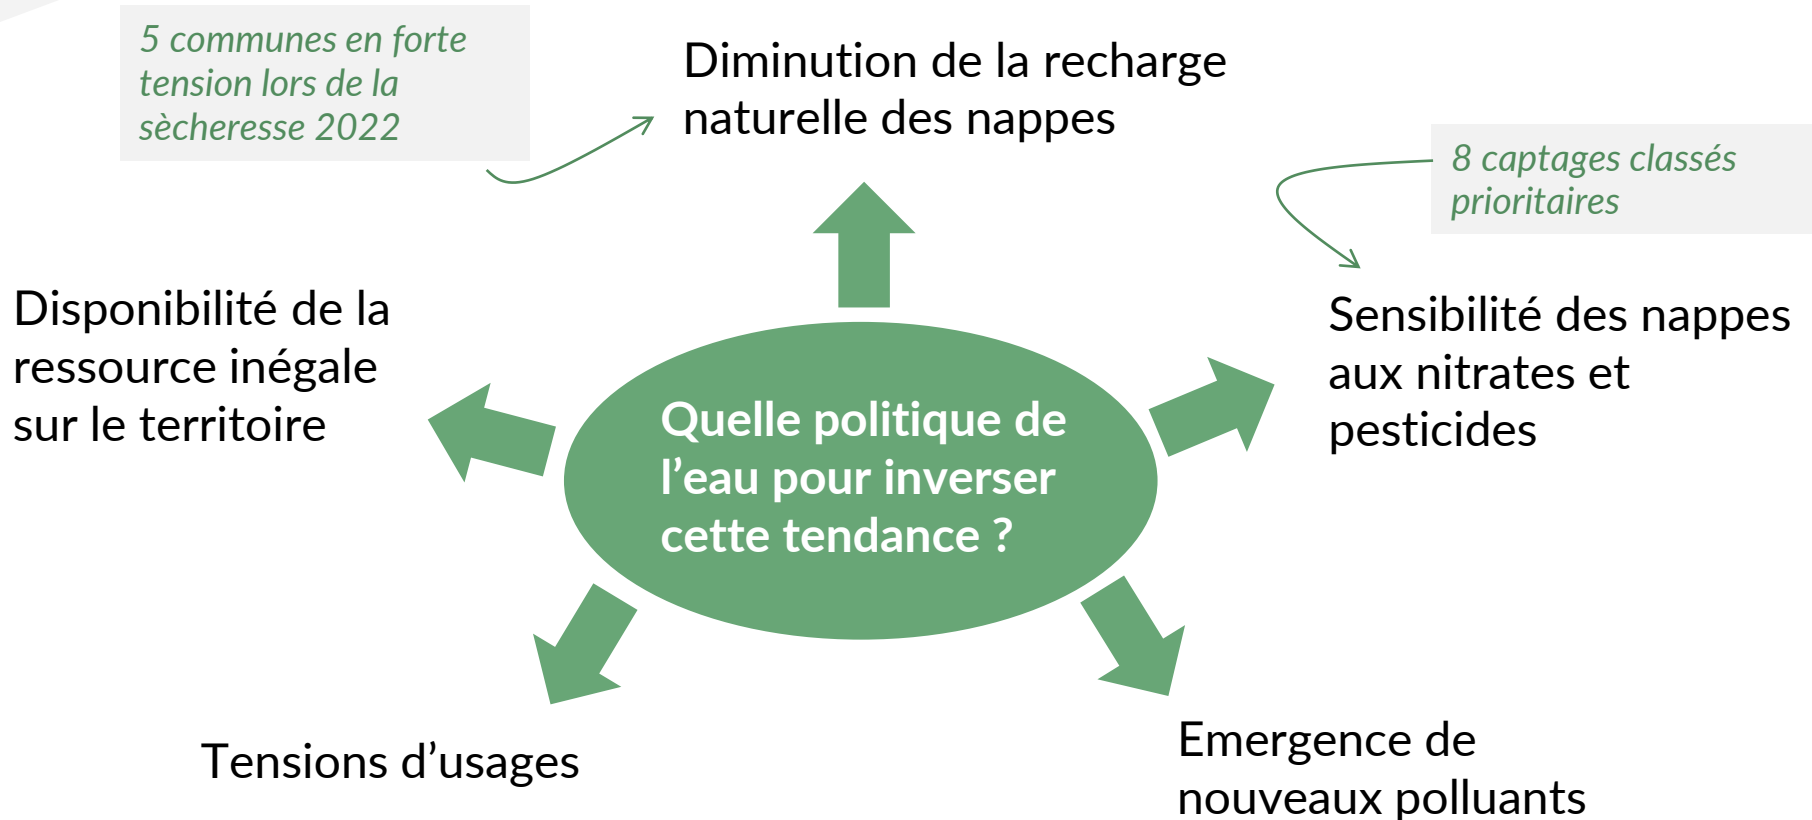 5 communes en forte
tension lors de la
sècheresse 2022
Diminution de la recharge
naturelle des nappes
8 captages classés
prioritaires
Disponibilité de la
ressource inégale
sur le territoire
Sensibilité des nappes
aux nitrates et
pesticides
Quelle politique de
l’eau pour inverser
cette tendance ?
Tensions d’usages
Emergence de
nouveaux polluants